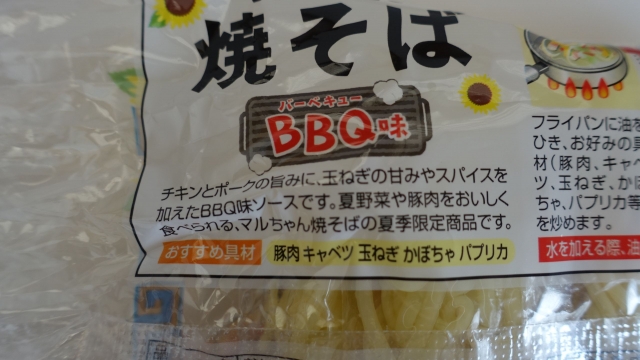 焼そば
バーベキュー
BBQ味
チキンとポークの旨みに、玉ねぎの甘みやスパイスを
加えたBBQ味ソースです。夏野菜や豚肉をおいしく
食べられる、マルちゃん焼そばの夏季限定商品です。
おすすめ具材 豚肉 キャベツ 玉ねぎ かぼちゃ パプリカ
フライパンに油を
ひき、お好みの具
材(豚肉、キャベ
ツ、玉ねぎ、かぼ
ちゃ、パプリカ等
を炒めます。
水を加える際、油